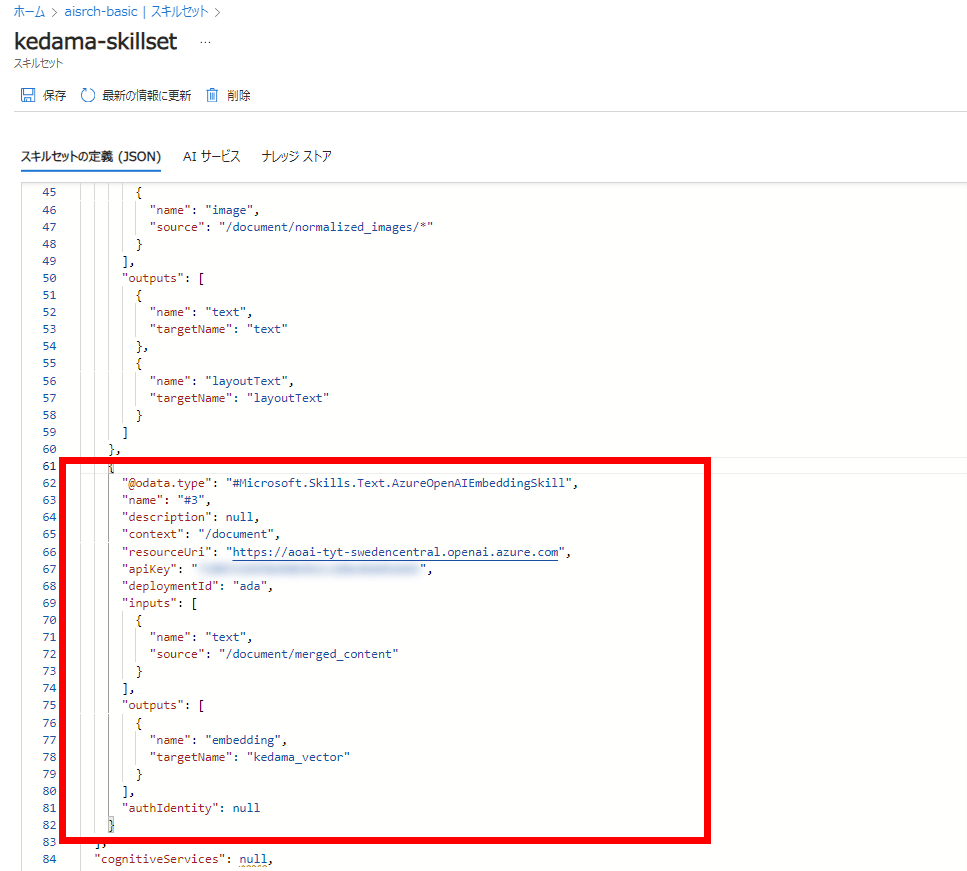 ホーム > aisrch-basic | スキルセット >
kedama-skillset ...
スキルセット
保存 最新の情報に更新 削除
スキルセットの定義 (JSON) AI サービス ナレッジ ストア
45 {
46 "name": "image",
47 "source": "/document/normalized_images/*"
48 }
49 ],
50 "outputs": [
51 {
52 "name": "text",
53 "targetName": "text"
54 },
55 {
56 "name": "layoutText",
57 "targetName": "layoutText"
58 }
59 ]
60 },
61 {
62 "@odata.type": "#Microsoft.Skills.Text.AzureOpenAIEmbeddingSkill",
63 "name": "#3",
64 "description": null,
65 "context": "/document",
66 "resourceUri": "https://aoai-tyt-swedencentral.openai.azure.com",
67 "apiKey": "",
68 "deploymentId": "ada",
69 "inputs": [
70 {
71 "name": "text",
72 "source": "/document/merged_content"
73 }
74 ],
75 "outputs": [
76 {
77 "name": "embedding",
78 "targetName": "kedama_vector"
79 }
80 ],
81 "authIdentity": null
82 }
83 ],
84 "cognitiveServices": null,